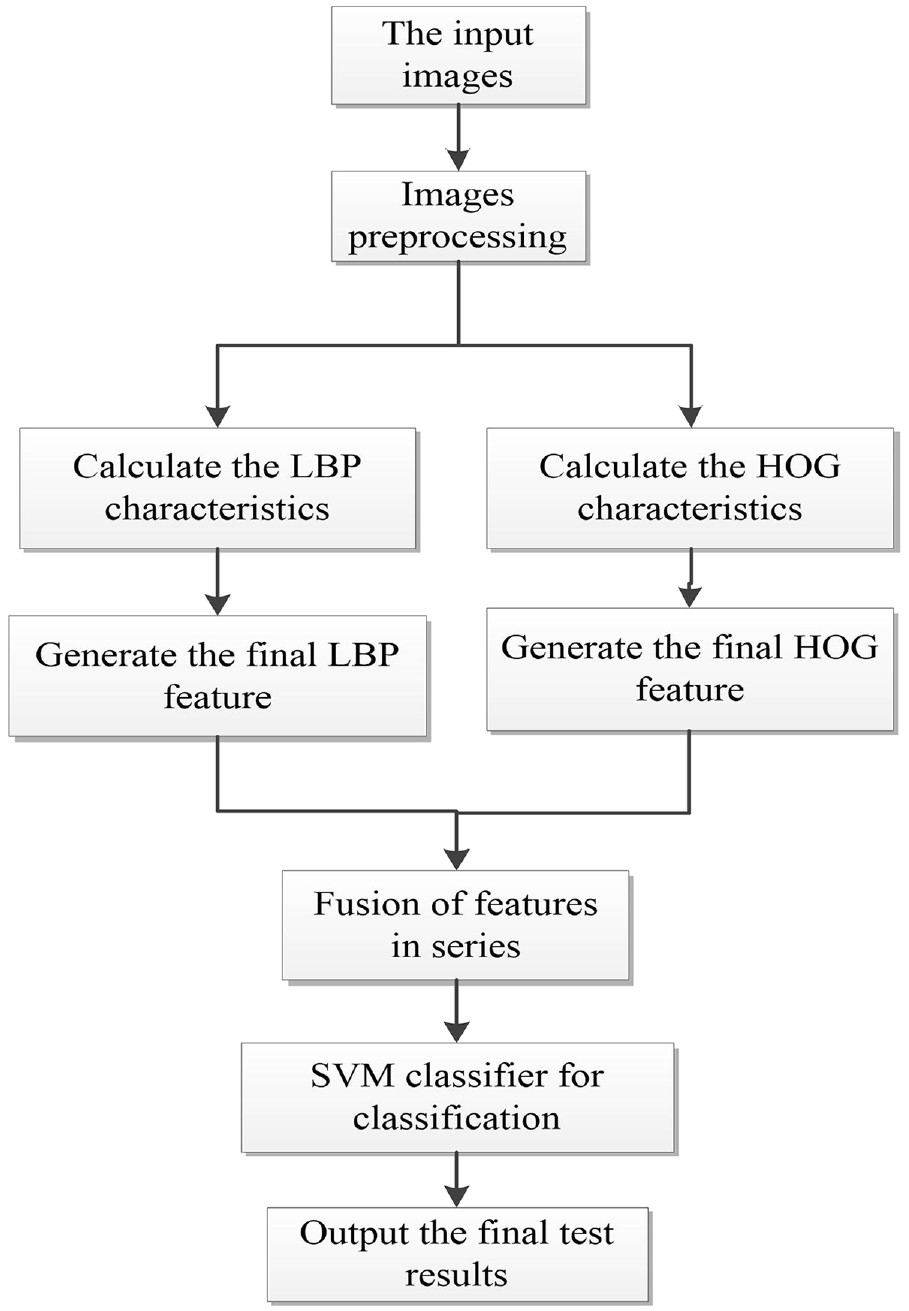 The input
images
Images
preprocessing
Calculate the LBP
characteristics
Calculate the HOG
characteristics
Generate the final LBP
feature
Generate the final HOG
feature
Fusion of features
in series
SVM classifier for
classification
Output the final test
results